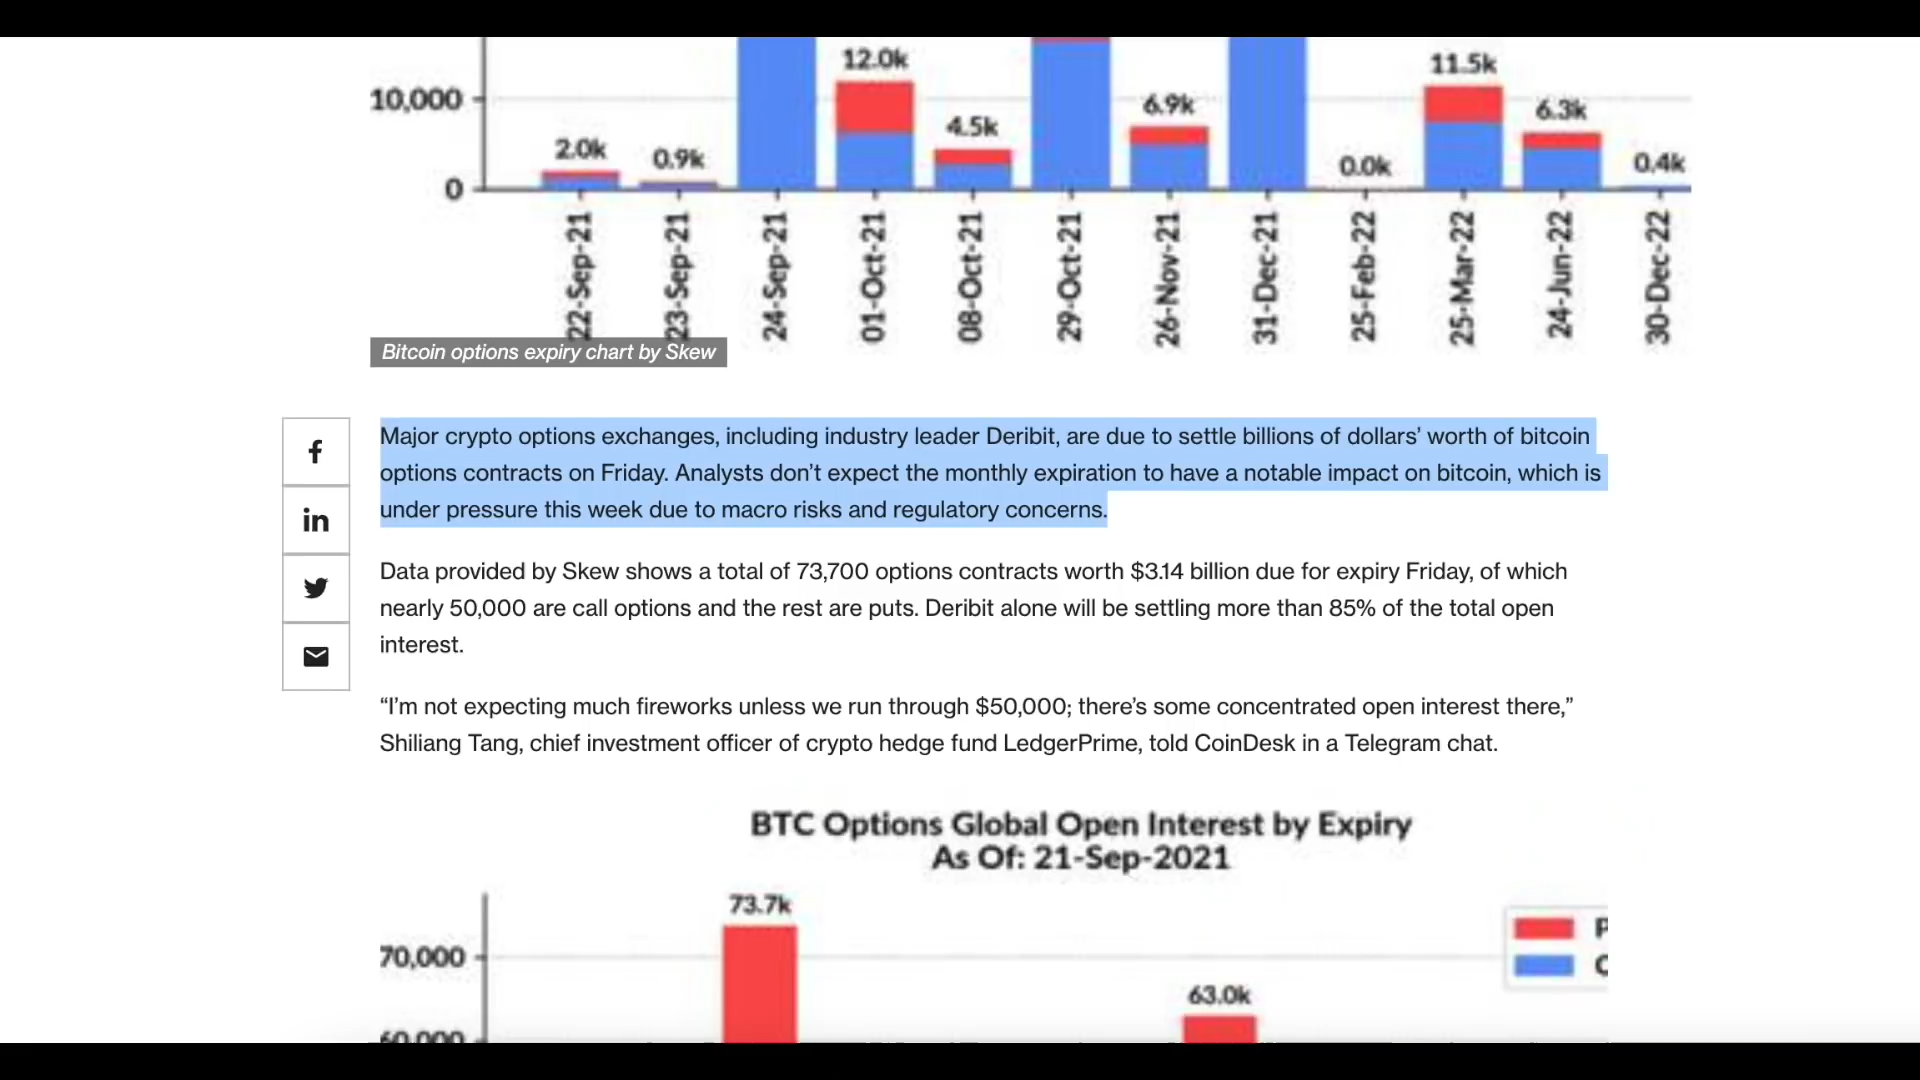 12.0k
11.5k
10,000
6.9k
6.3k
4.5k
2.0k
0.9k
0.0k
0.4k
0
22-Sep-21
23-Sep-21
24-Sep-21
01-Oct-21
08-Oct-21
29-Oct-21
26-Nov-21
31-Dec-21
25-Feb-22
25-Mar-22
24-Jun-22
30-Dec-22
Bitcoin options expiry chart by Skew
Major crypto options exchanges, including industry leader Deribit, are due to settle billions of dollars’ worth of bitcoin
options contracts on Friday. Analysts don’t expect the monthly expiration to have a notable impact on bitcoin, which is
under pressure this week due to macro risks and regulatory concerns.
Data provided by Skew shows a total of 73,700 options contracts worth $3.14 billion due for expiry Friday, of which
nearly 50,000 are call options and the rest are puts. Deribit alone will be settling more than 85% of the total open
interest.
“I’m not expecting much fireworks unless we run through $50,000; there’s some concentrated open interest there,”
Shiliang Tang, chief investment officer of crypto hedge fund LedgerPrime, told CoinDesk in a Telegram chat.
BTC Options Global Open Interest by Expiry
As Of: 21-Sep-2021
73.7k
70,000
63.0k
60,000